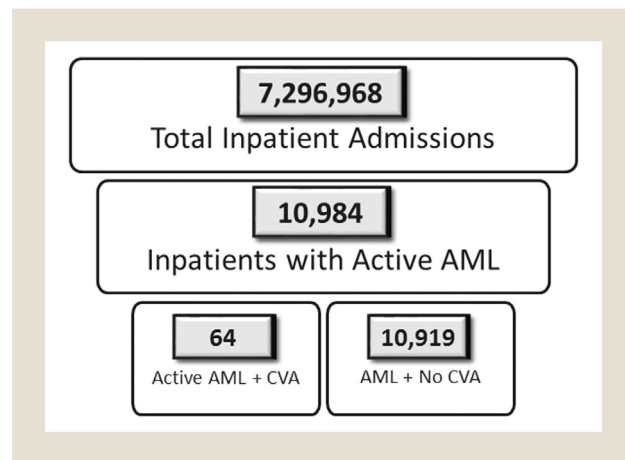 7,296,968
Total Inpatient Admissions
10,984
Inpatients with Active AML
64
Active AML + CVA
10,919
AML + No CVA